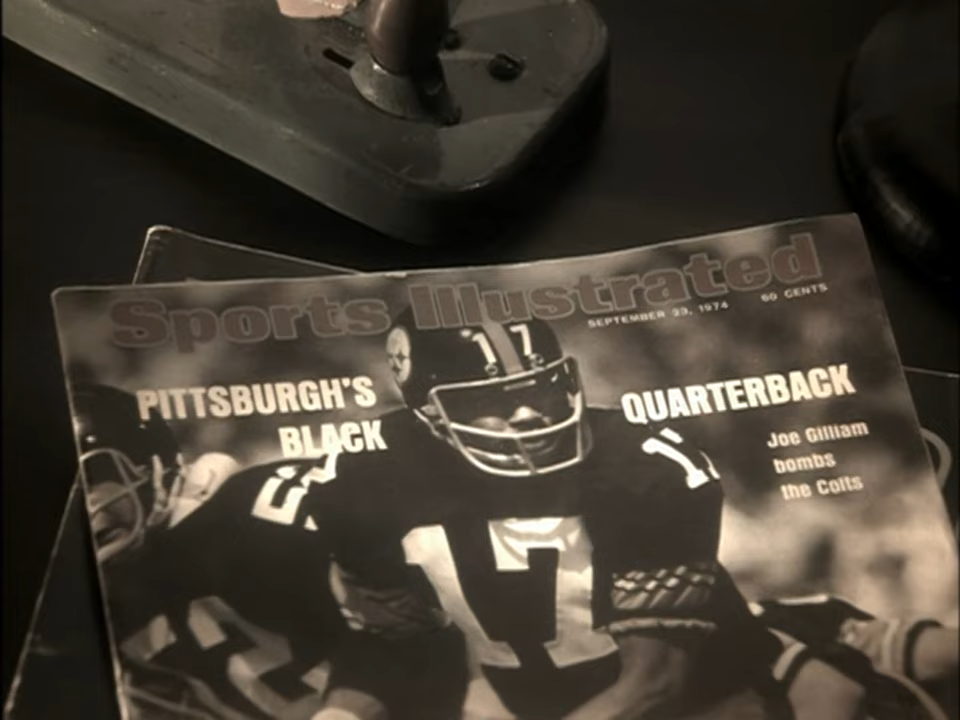 Sports Illustrated
SEPTEMBER 23, 1974 60 CENTS
PITTSBURGH'S
BLACK
QUARTERBACK
Joe Gilliam
bombs
the Colts
17
17